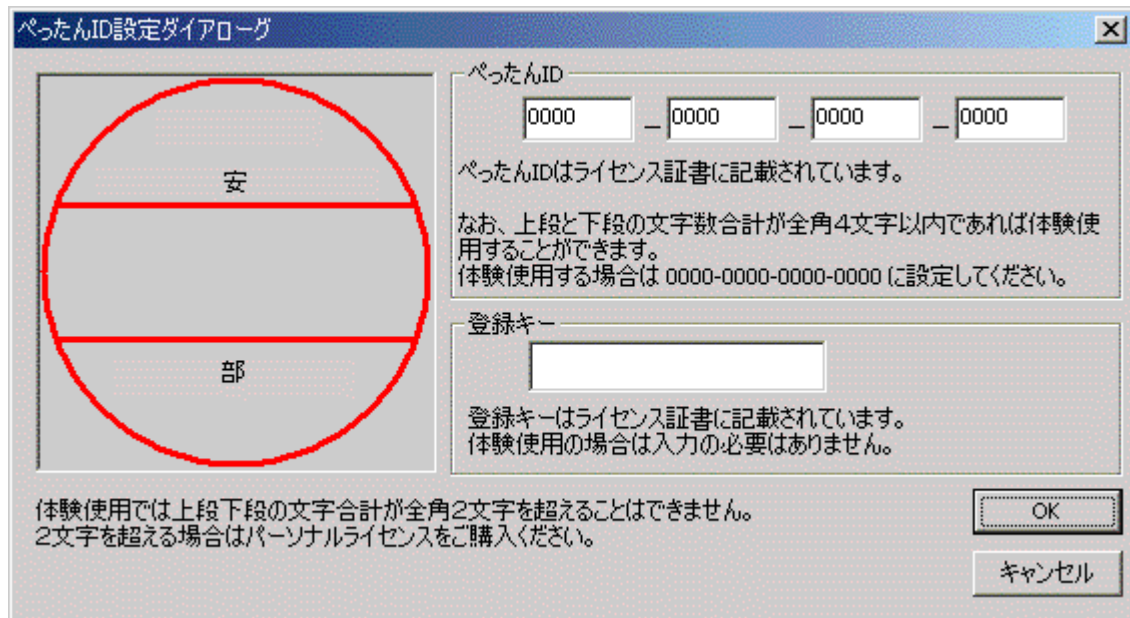 ぺったんID設定ダイアローグ
安
部
ぺったんID
0000 _ 0000 _ 0000 _ 0000
ぺったんIDはライセンス証書に記載されています。
なお、上段と下段の文字数合計が全角4文字以内であれば体験使
用することができます。
体験使用する場合は 0000-0000-0000-0000 に設定してください。
登録キー
登録キーはライセンス証書に記載されています。
体験使用の場合は入力の必要はありません。
体験使用では上段下段の文字合計が全角2文字を超えることはできません。
2文字を超える場合はパーソナルライセンスをご購入ください。
OK
キャンセル